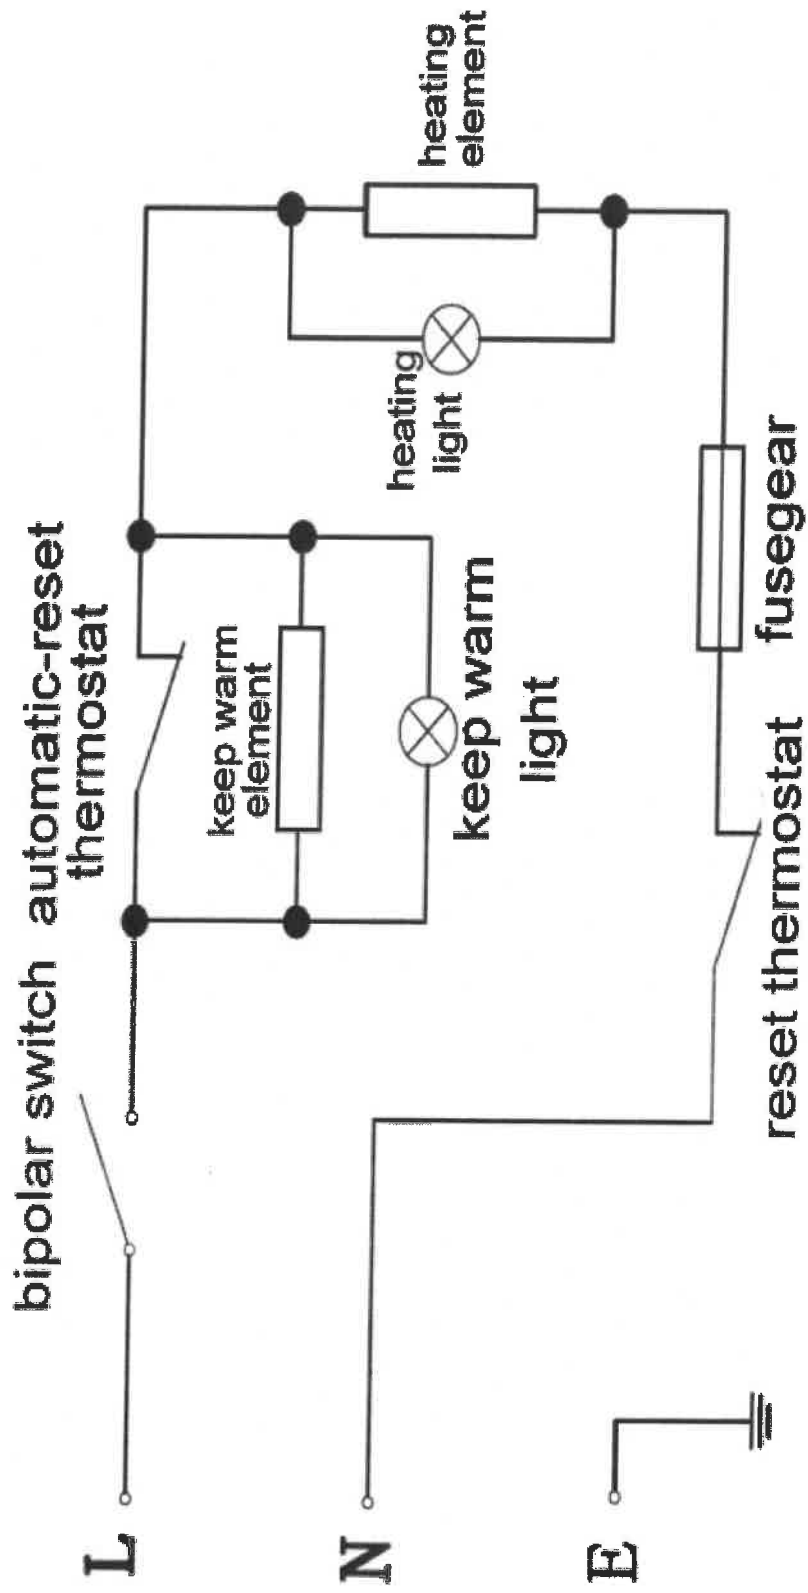 bipolar switch
automatic-reset
thermostat
keep warm
element
keep warm
light
heating
light
heating
element
L
N
E
reset thermostat
fusegear